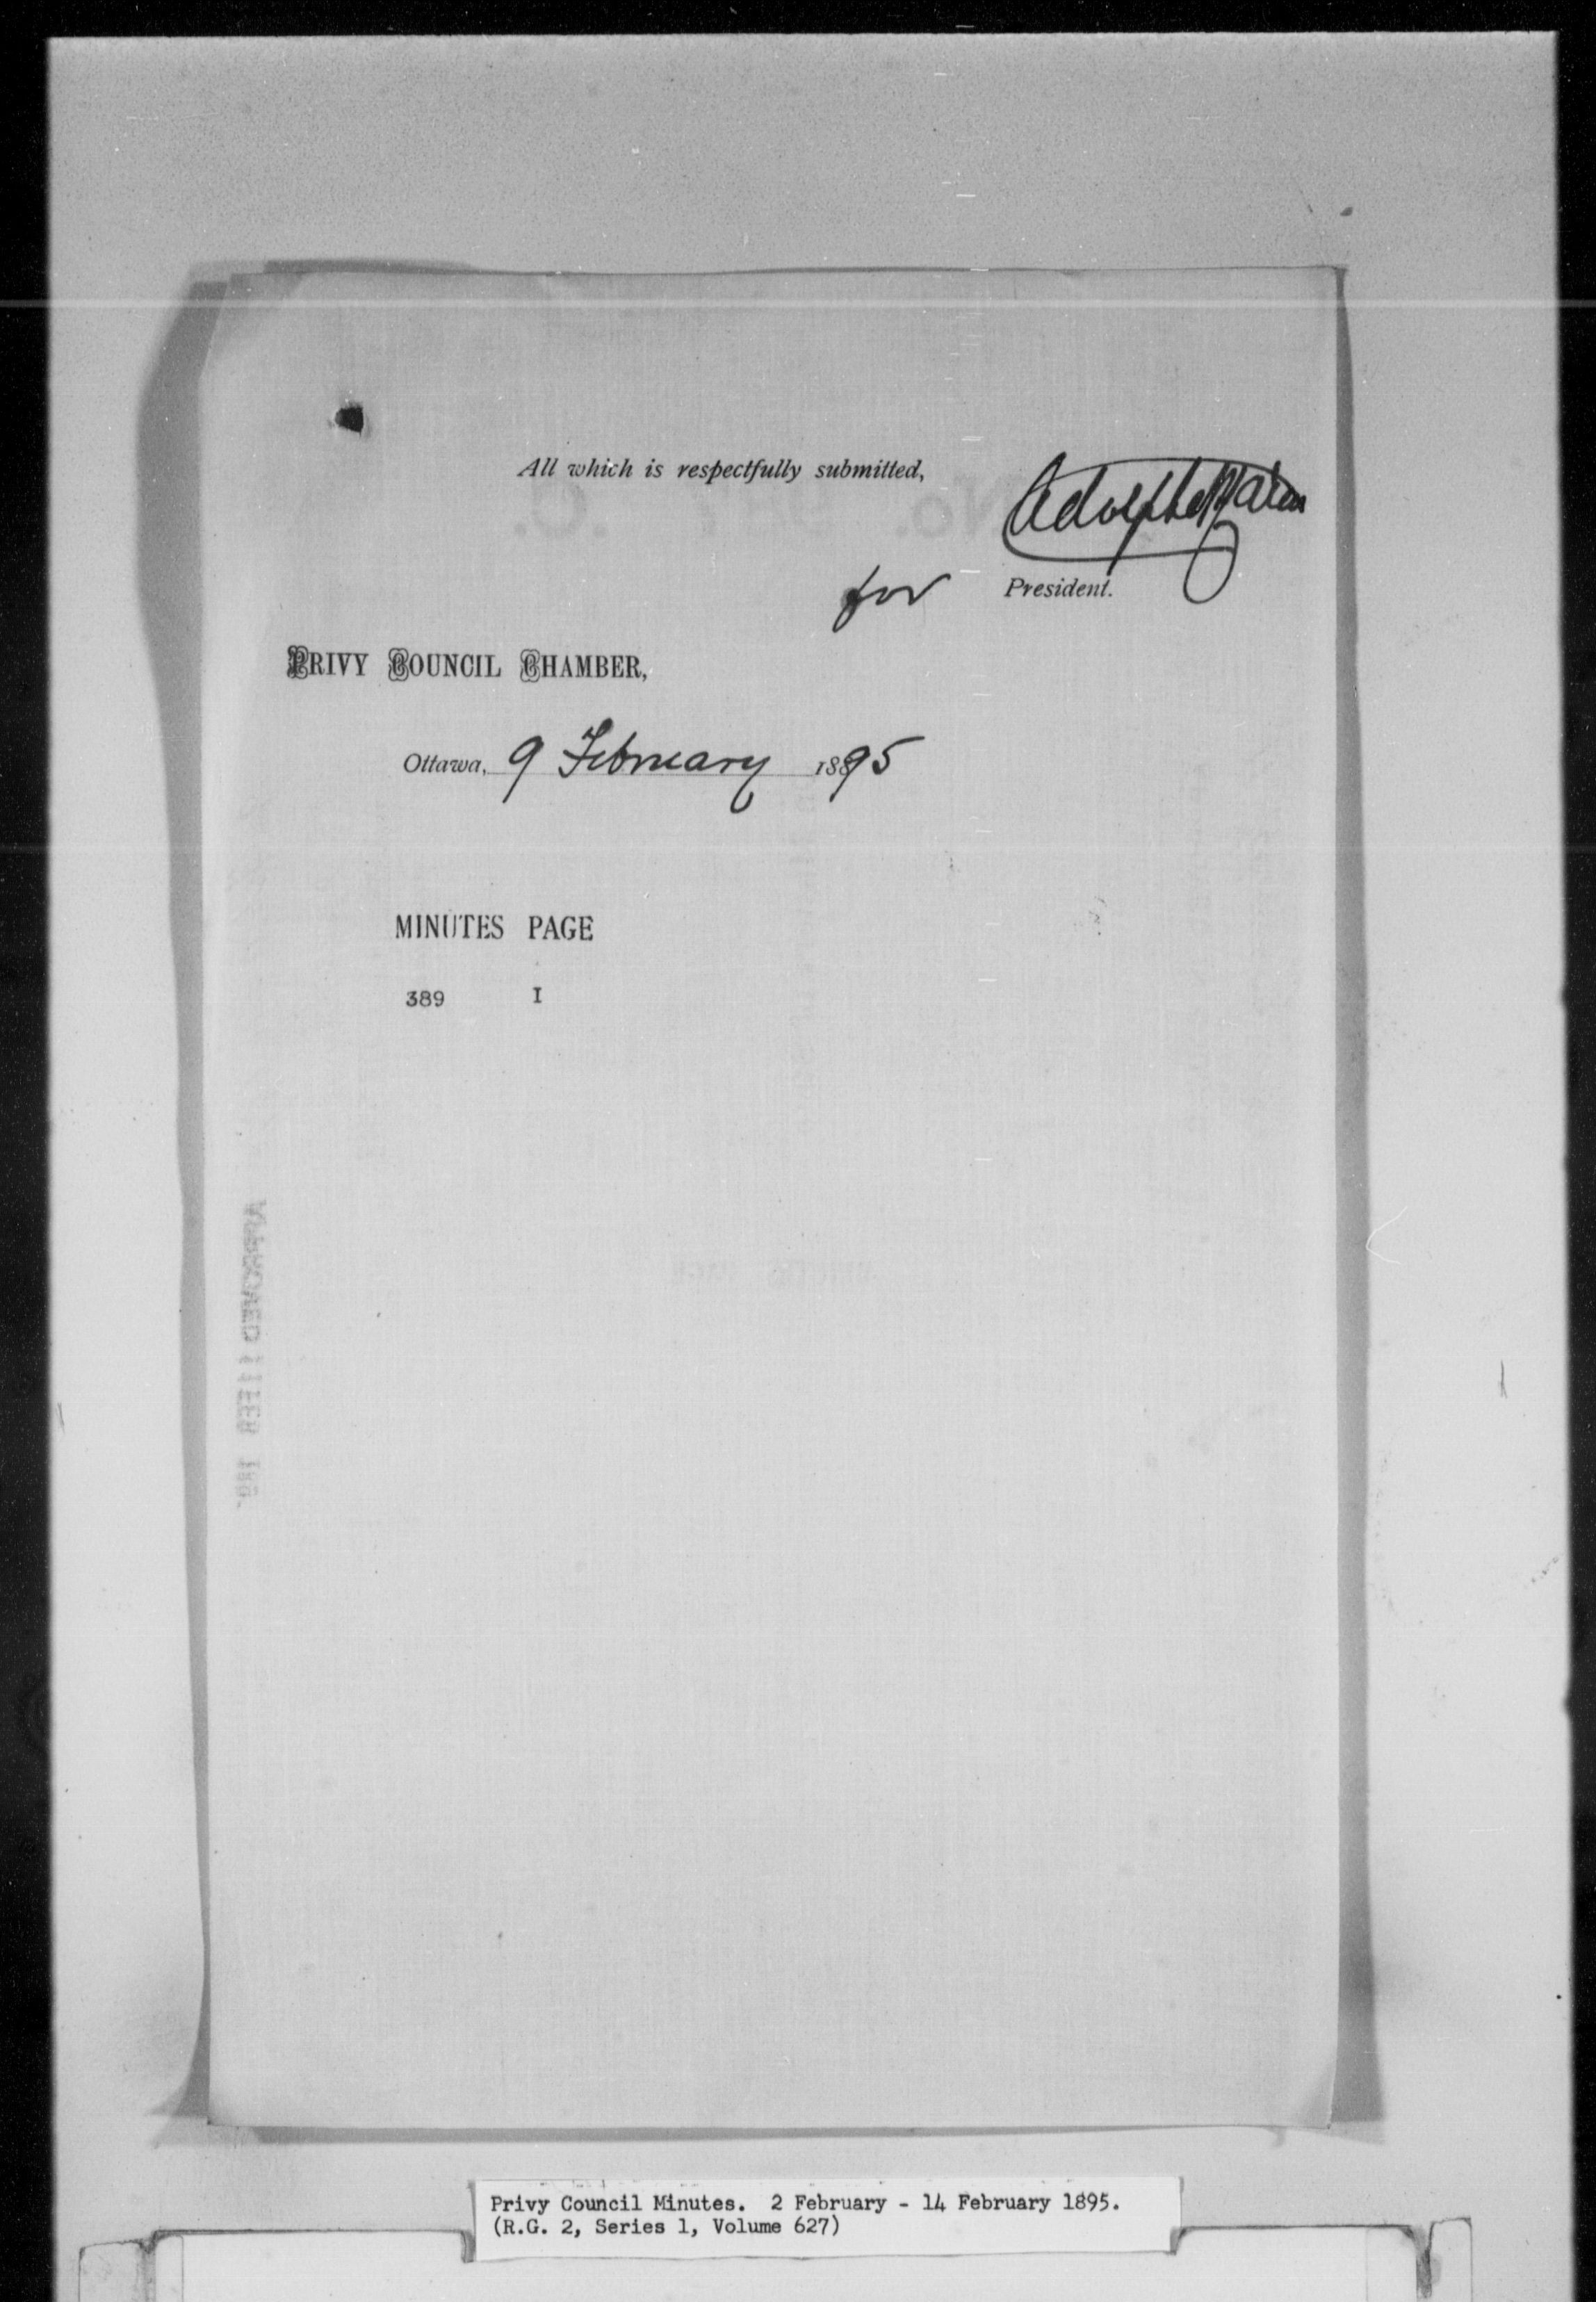 All which is respectfully submitted,
Adolphe P Caron
for President.
PRIVY COUNCIL CHAMBER,
Ottawa, 9 February 1895
MINUTES PAGE
389 I
Privy Council Minutes. 2 February - 14 February 1895.
(R.G. 2, Series 1, Volume 627)